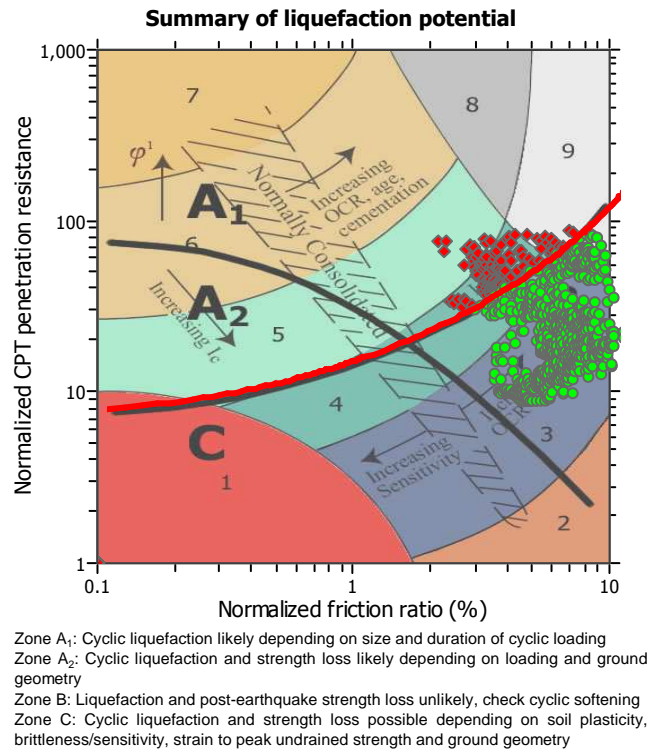 Summary of liquefaction potential
Normalized CPT penetration resistance
1,000
100
10
1
0.1
1
10
Normalized friction ratio (%)
7
8
9
φ¹
A₁
Normally Consolidated
Increasing
OCR, age,
cementation
6
A₂
Increasing Ic
5
4
C
1
Increasing
Sensitivity
OCR
3
2
Zone A₁: Cyclic liquefaction likely depending on size and duration of cyclic loading
Zone A₂: Cyclic liquefaction and strength loss likely depending on loading and ground
geometry
Zone B: Liquefaction and post-earthquake strength loss unlikely, check cyclic softening
Zone C: Cyclic liquefaction and strength loss possible depending on soil plasticity,
brittleness/sensitivity, strain to peak undrained strength and ground geometry